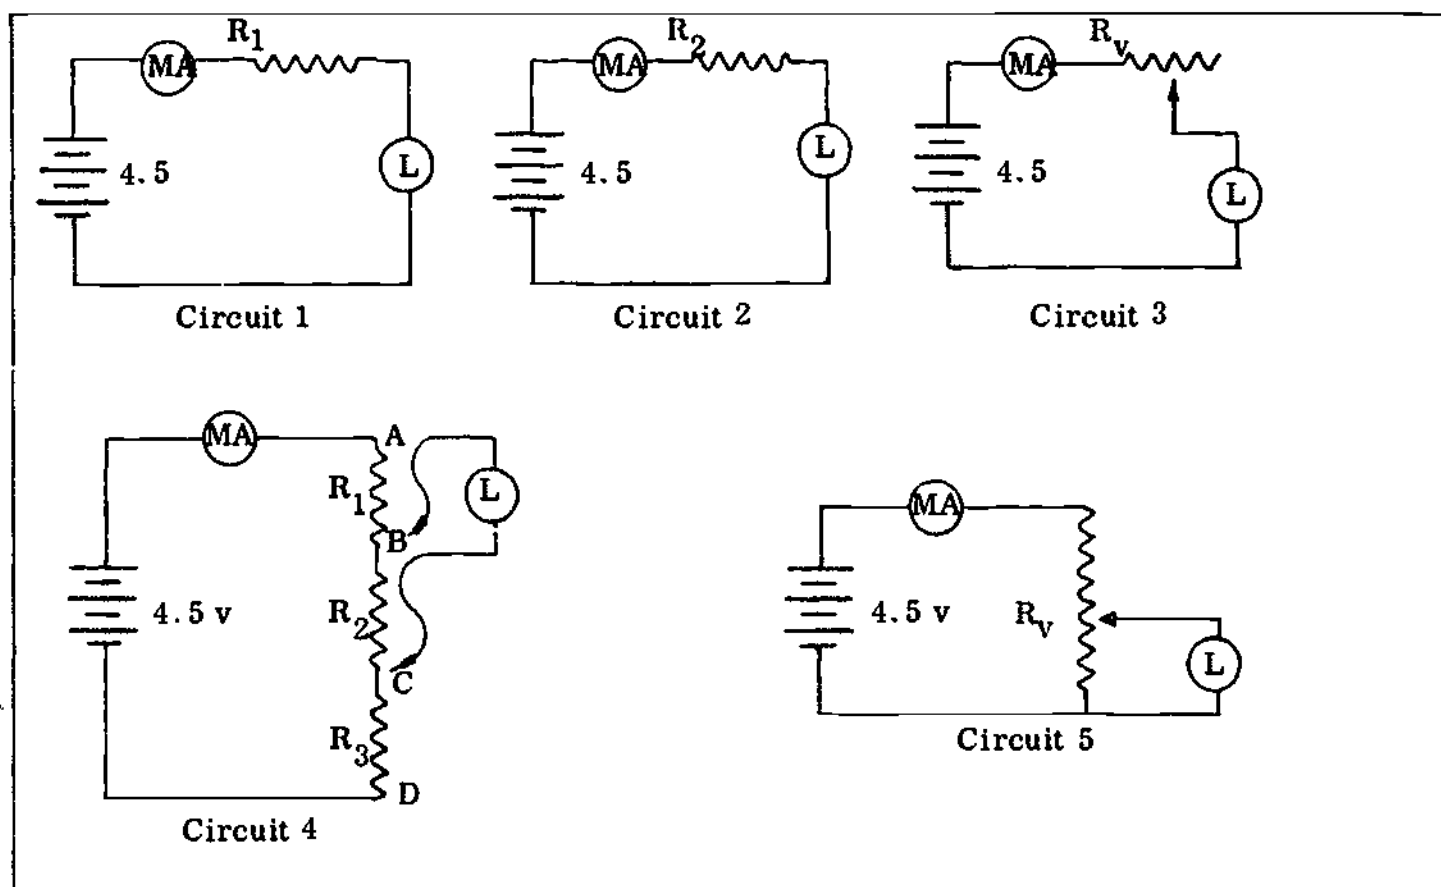 R1
MA
4.5
L
Circuit 1
R2
MA
4.5
L
Circuit 2
Rv
MA
4.5
L
Circuit 3
MA
A
R1
L
B
4.5 v
R2
C
R3
D
Circuit 4
MA
4.5 v
Rv
L
Circuit 5